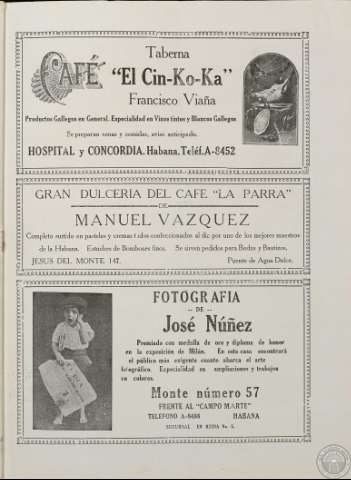 Taberna
CAFÉ "El Cin-Ko-Ka"
Francisco Viaña
Productos Gallegos en General. Especialidad en Vinos tintos y Blancos Gallegos
Se preparan cenas y comidas, aviso anticipado.
HOSPITAL y CONCORDIA. Habana. Teléf. A-8452
GRAN DULCERIA DEL CAFE "LA PARRA"
—DE—
MANUEL VAZQUEZ
Completo surtido en pasteles y cremas todos confeccionados al día por uno de los mejores maestros
de la Habana. Estuches de Bombones finos. Se sirven pedidos para Bodas y Bautizos.
JESUS DEL MONTE 147. Puente de Agua Dulce.
FOTOGRAFIA
— DE —
José Núñez
Premiado con medalla de oro y diploma de honor
en la exposición de Milán. En esta casa encontrará
el público más exigente cuanto abarca el arte
fotográfico. Especialidad en ampliaciones y trabajos
en colores.
Monte número 57
FRENTE AL "CAMPO MARTE"
TELEFONO A-8486 HABANA
SUCURSAL EN